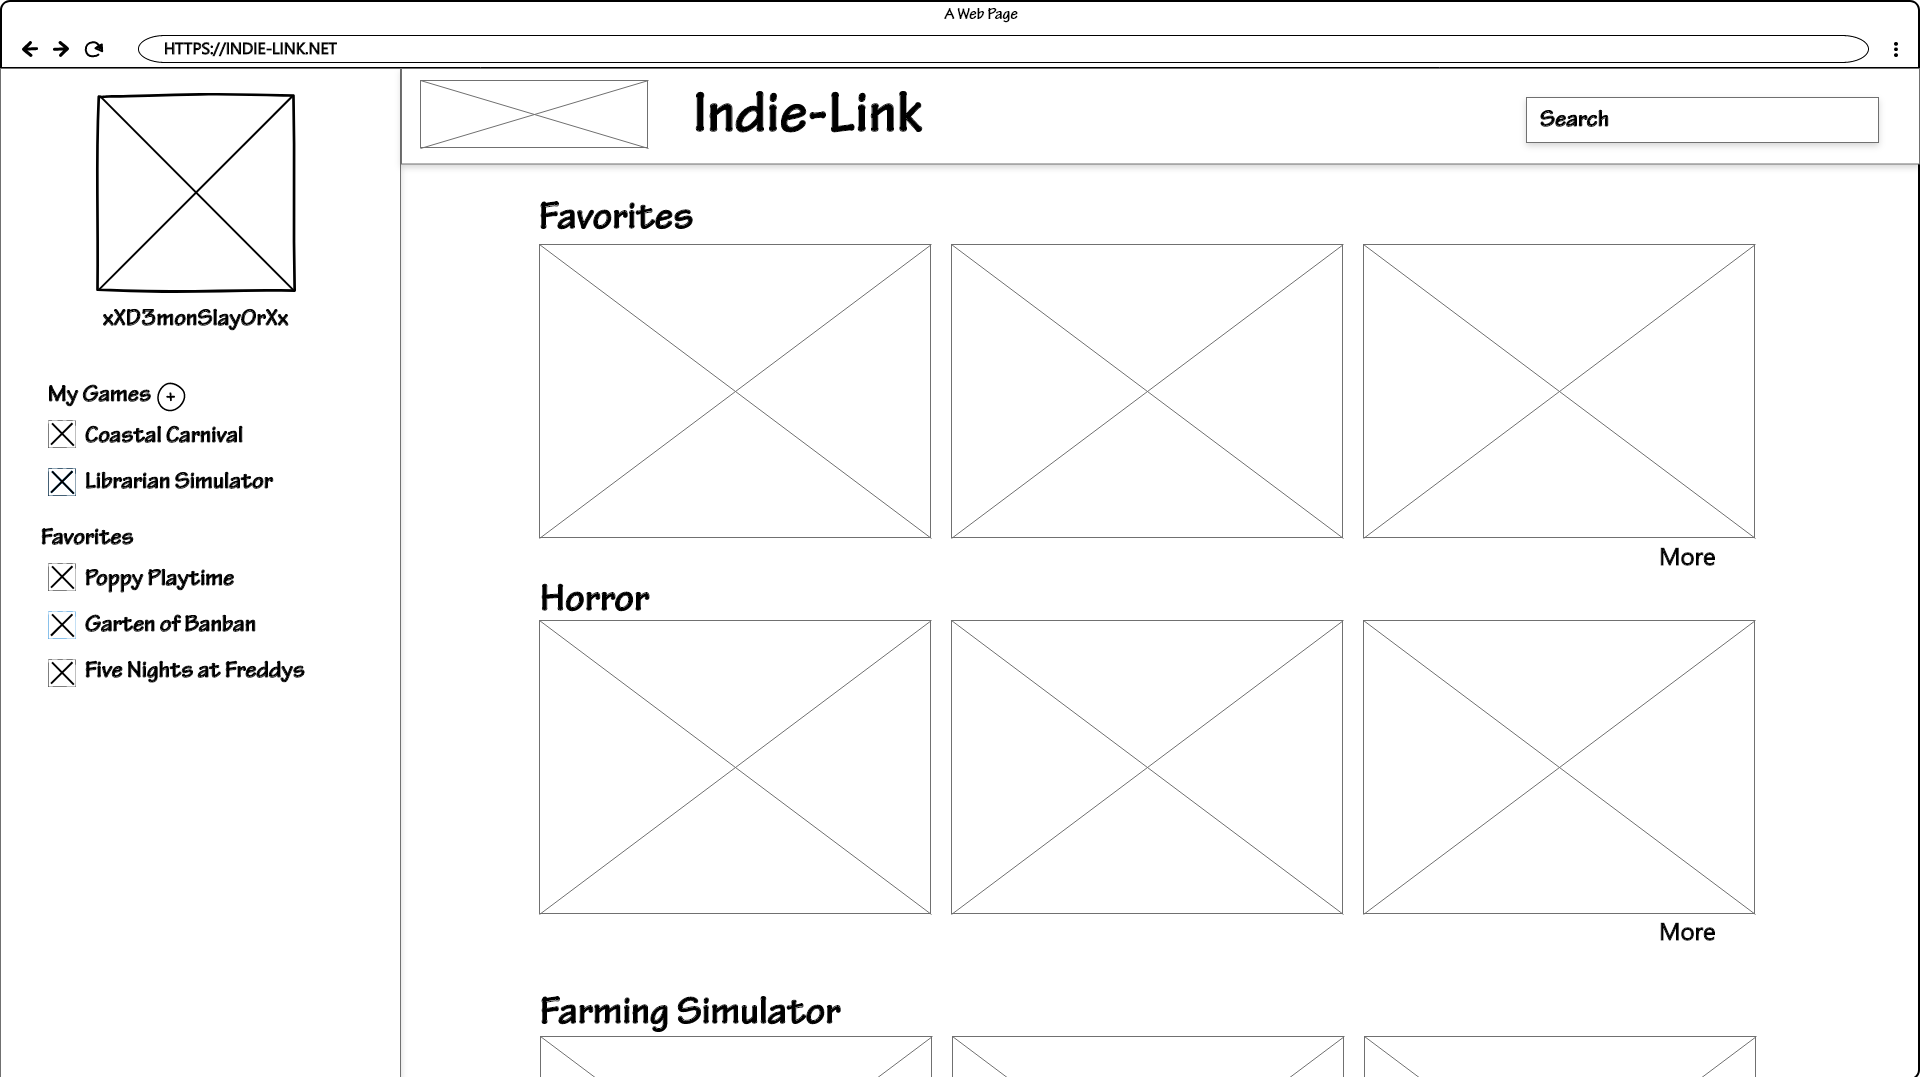 A Web Page
HTTPS://INDIE-LINK.NET
Indie-Link
Search
xXD3monSlayOrXx
My Games +
Coastal Carnival
Librarian Simulator
Favorites
Poppy Playtime
Garten of Banban
Five Nights at Freddys
Favorites
More
Horror
More
Farming Simulator